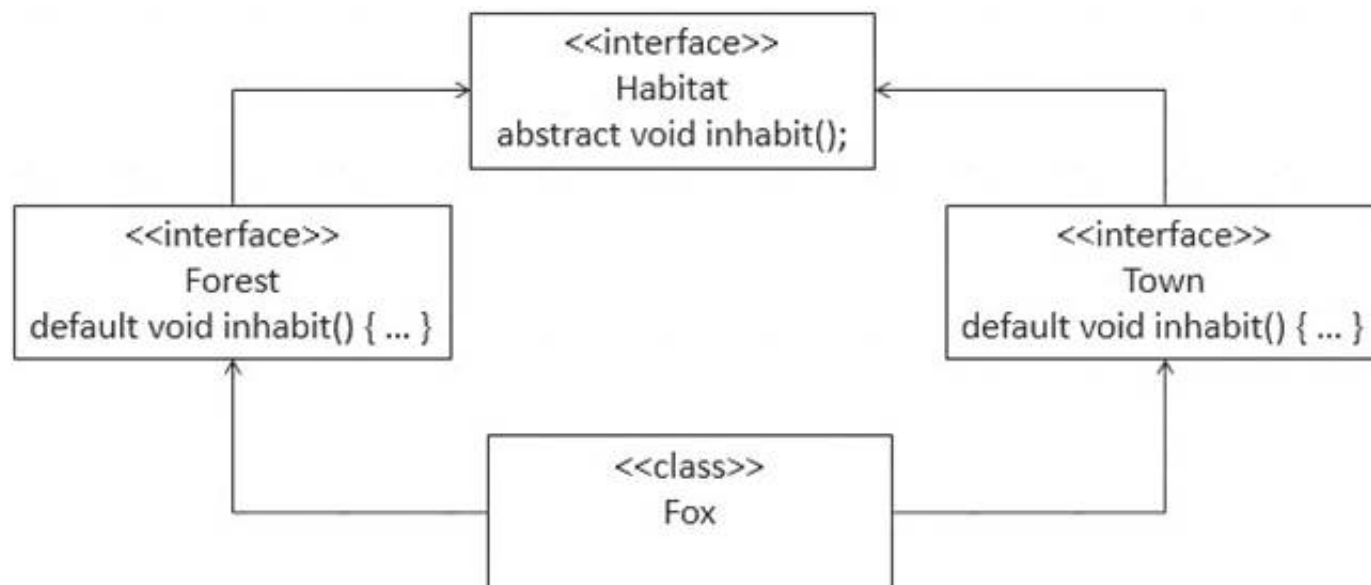 <<interface>>
Habitat
abstract void inhabit();
<<interface>>
Forest
default void inhabit() { ... }
<<interface>>
Town
default void inhabit() { ... }
<<class>>
Fox